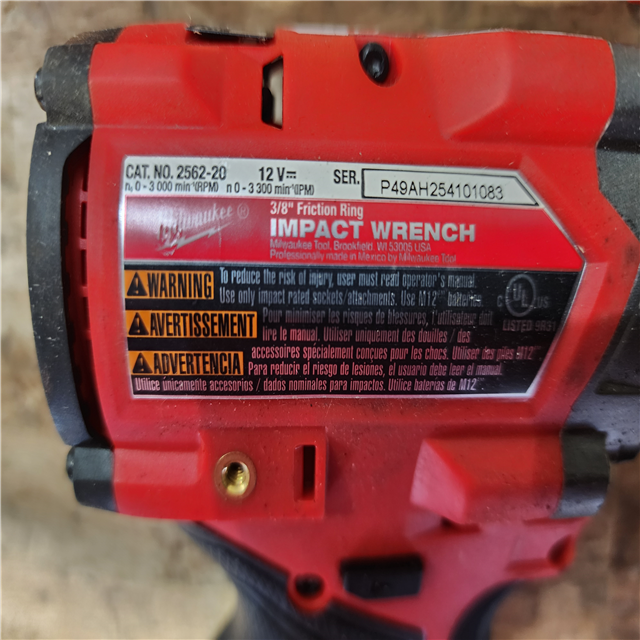 CAT. NO. 2562-20 12 V⎓ SER. P49AH254101083
n₀ 0 - 3 000 min⁻¹(RPM) n 0 - 3 300 min⁻¹(IPM)
Milwaukee
3/8" Friction Ring
IMPACT WRENCH
Milwaukee Tool, Brookfield, WI 53005 USA
Professionally made in Mexico by Milwaukee Tool
WARNING To reduce the risk of injury, user must read operator's manual.
Use only impact rated sockets/attachments. Use M12™ batteries.
AVERTISSEMENT Pour minimiser les risques de blessures, l'utilisateur doit
lire le manual. Utiliser uniquement des douilles / des
accessoires spécialement conçues pour les chocs. Utiliser des piles M12™.
ADVERTENCIA Para reducir el riesgo de lesiones, el usuario debe leer el manual.
Utilice únicamente accesorios / dados nominales para impactos. Utilice baterías de M12™.
C UL US
LISTED